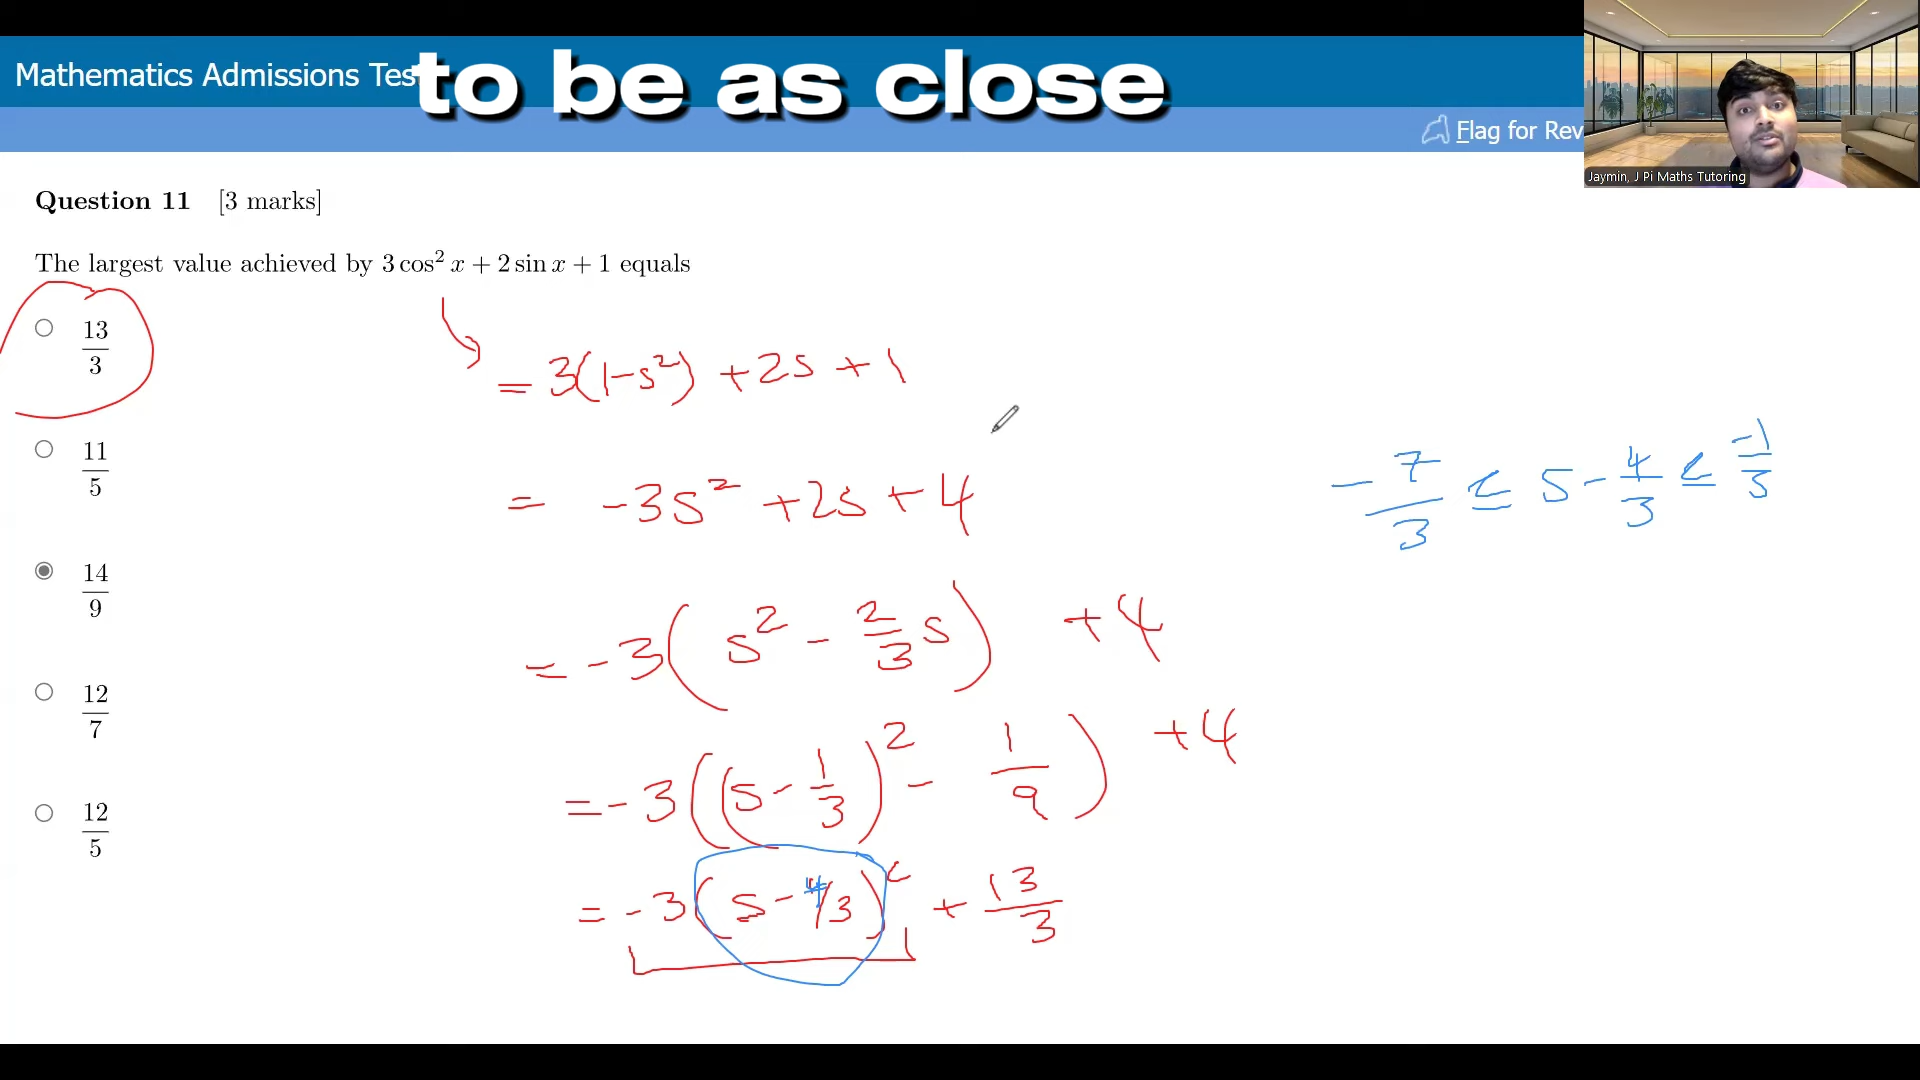 Mathematics Admissions Tes
to be as close
Flag for Rev
Jaymin, J Pi Maths Tutoring
Question 11 [3 marks]
The largest value achieved by 3 cos² x + 2 sin x + 1 equals
13/3
11/5
14/9
12/7
12/5
= 3(1-s²) + 2s + 1
= -3s² + 2s + 4
= -3(s² - 2/3 s) + 4
= -3((s - 1/3)² - 1/9) + 4
= -3(s - 4/3)² + 13/3
-7/3 ≤ s - 4/3 ≤ -1/3